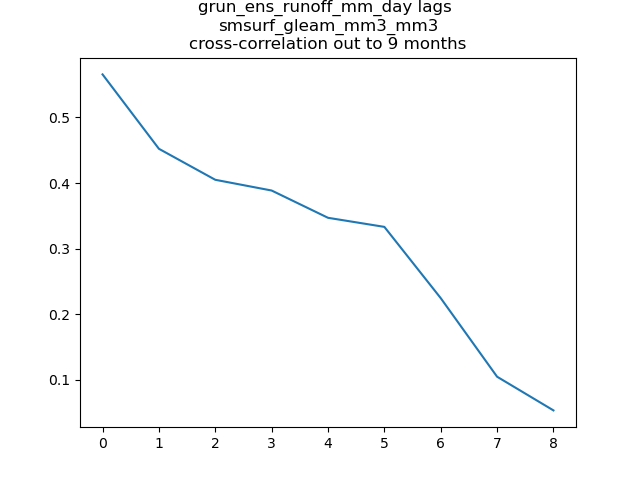 grun_ens_runoff_mm_day lags
smsurf_gleam_mm3_mm3
cross-correlation out to 9 months
0.5
0.4
0.3
0.2
0.1
0 1 2 3 4 5 6 7 8